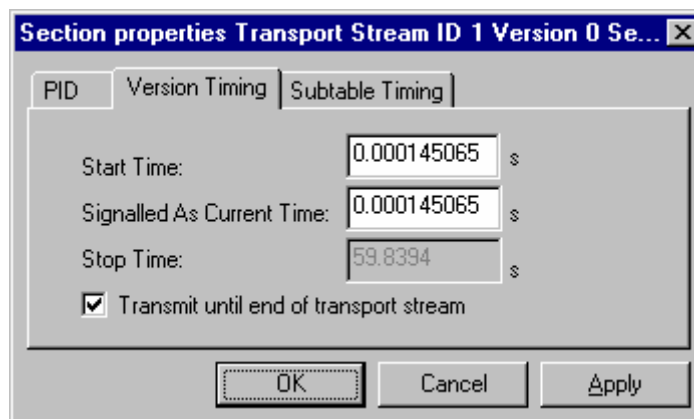 Section properties Transport Stream ID 1 Version 0 Se...
PID Version Timing Subtable Timing
Start Time: 0.000145065 s
Signalled As Current Time: 0.000145065 s
Stop Time: 59.8394 s
Transmit until end of transport stream
OK Cancel Apply